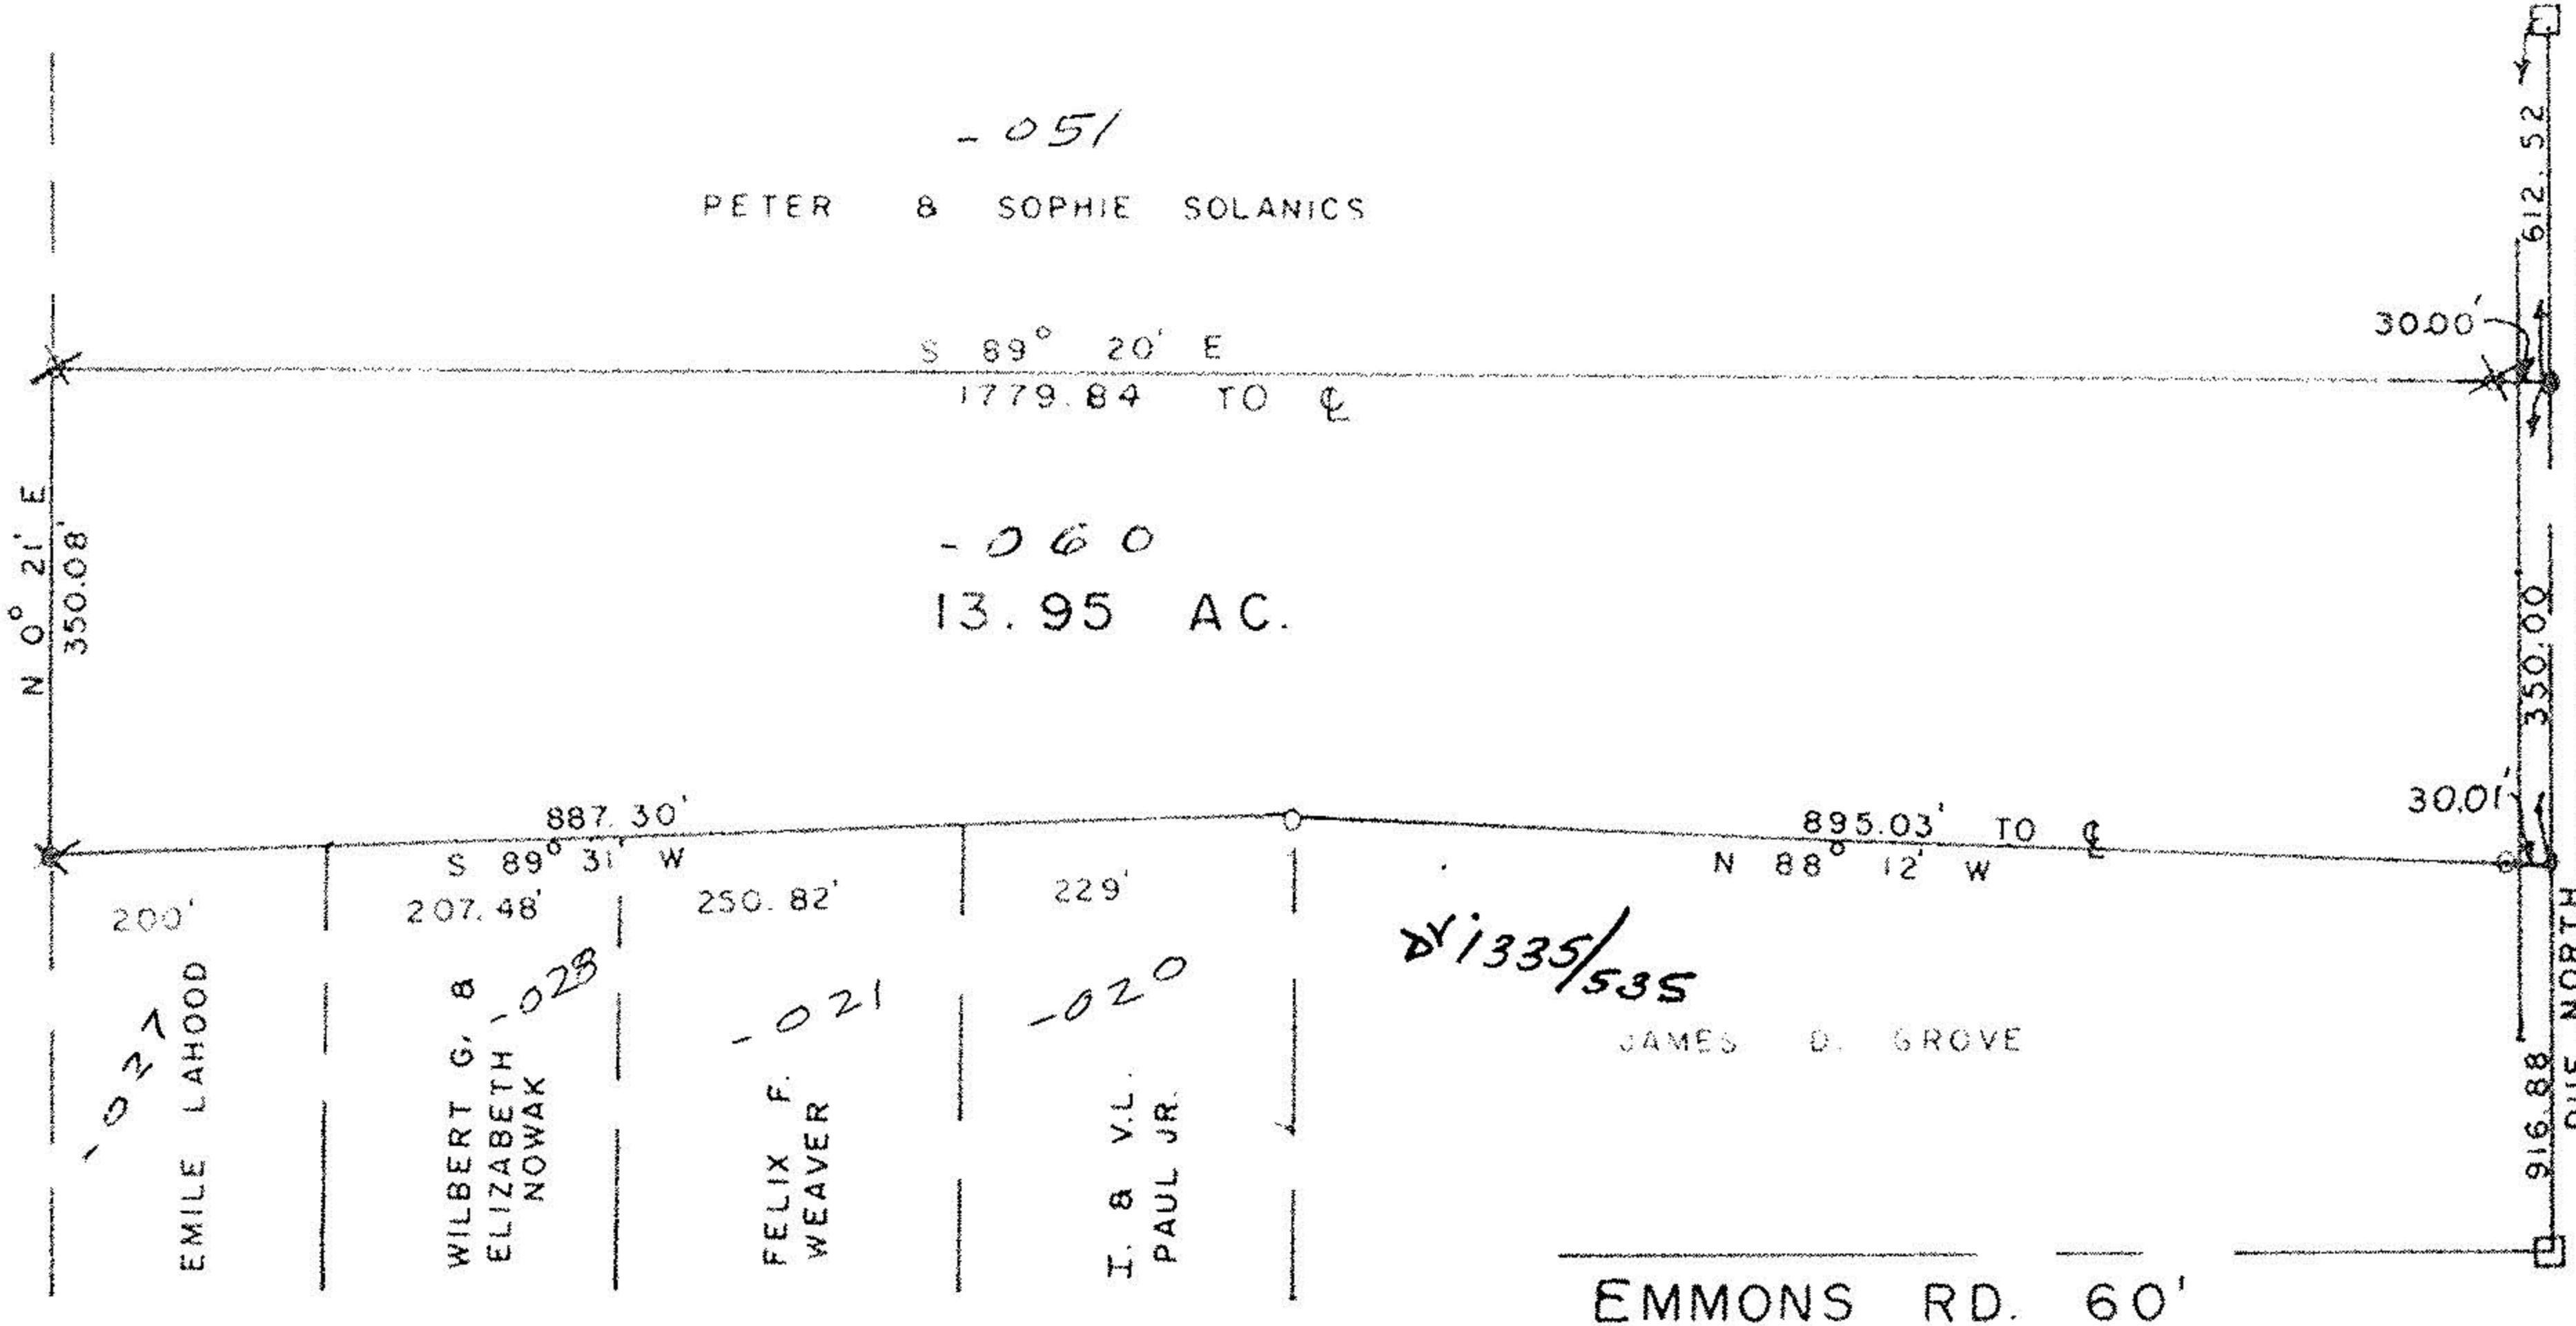 - 051
PETER & SOPHIE SOLANICS
612.52
30.00'
S 89° 20' E
1779.84 TO ℄
N 0° 21' E
350.08'
- 060
13.95 AC.
350.00
30.01'
887.30'
S 89° 31' W
895.03' TO ℄
N 88° 12' W
200'
207.48'
250.82'
229'
-027
EMILE LAHOOD
WILBERT G, &
ELIZABETH
NOWAK
-028
-021
FELIX F.
WEAVER
-020
I. & V.L.
PAUL JR.
DV 1335/535
JAMES D. GROVE
916.88
DUE NORTH
EMMONS RD. 60'